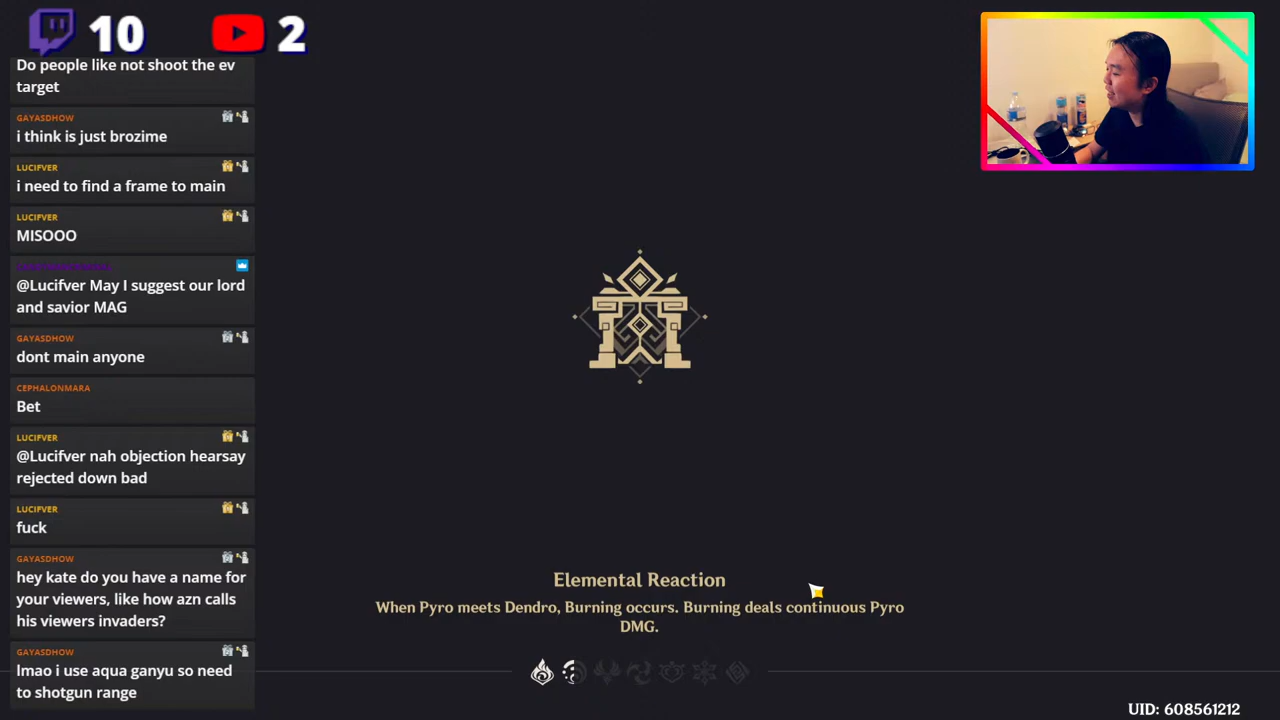 10
2
Do people like not shoot the ev
target
GAYASDHOW
i think is just brozime
LUCIFVER
i need to find a frame to main
LUCIFVER
MISOOO
@Lucifver May I suggest our lord
and savior MAG
GAYASDHOW
dont main anyone
CEPHALONMARA
Bet
LUCIFVER
@Lucifver nah objection hearsay
rejected down bad
LUCIFVER
fuck
GAYASDHOW
hey kate do you have a name for
your viewers, like how azn calls
his viewers invaders?
GAYASDHOW
lmao i use aqua ganyu so need
to shotgun range
Elemental Reaction
When Pyro meets Dendro, Burning occurs. Burning deals continuous Pyro
DMG.
UID: 608561212